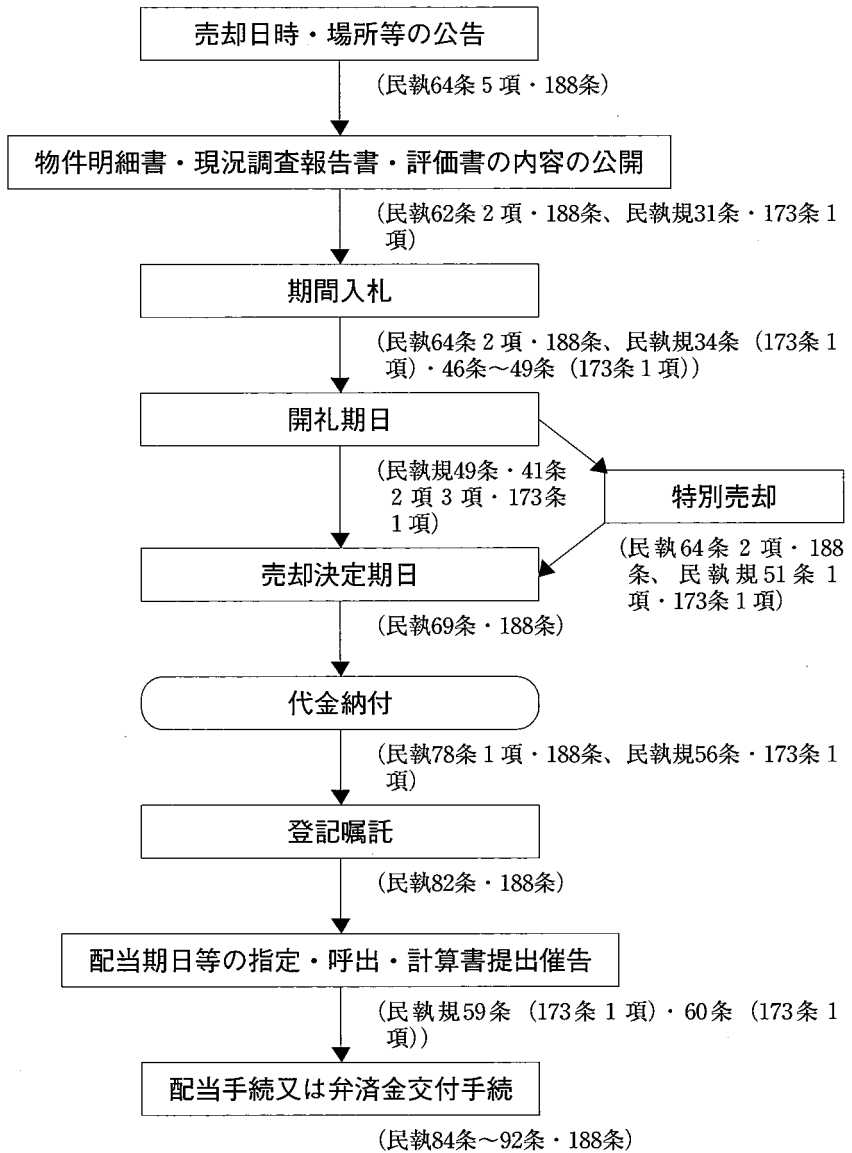 売却日時・場所等の公告
(民執64条5項・188条)
物件明細書・現況調査報告書・評価書の内容の公開
(民執62条2項・188条、民執規31条・173条1
項)
期間入札
(民執64条2項・188条、民執規34条(173条1
項)・46条~49条(173条1項))
開札期日
(民執規49条・41条
2項3項・173条
1項)
特別売却
(民執64条2項・188
条、民執規51条1
項・173条1項)
売却決定期日
(民執69条・188条)
代金納付
(民執78条1項・188条、民執規56条・173条1
項)
登記嘱託
(民執82条・188条)
配当期日等の指定・呼出・計算書提出催告
(民執規59条(173条1項)・60条(173条1
項))
配当手続又は弁済金交付手続
(民執84条~92条・188条)